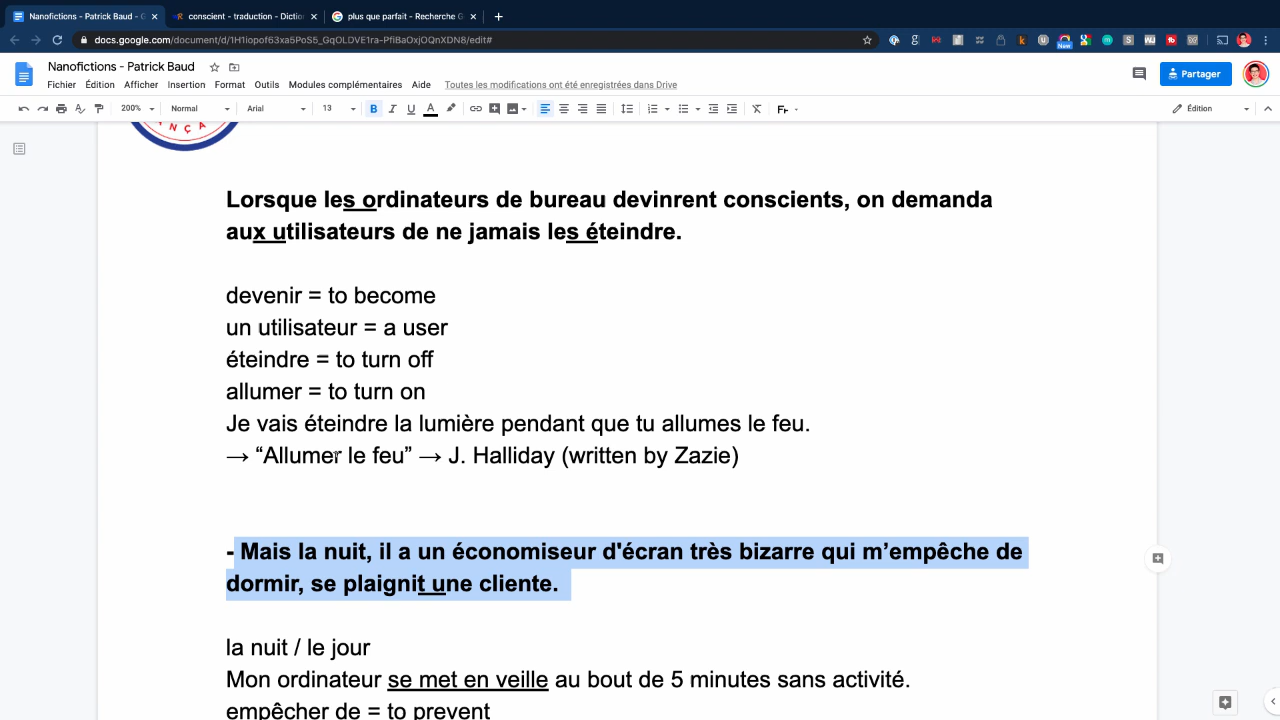 Nanofictions - Patrick Baud - G
conscient - traduction - Diction
plus que parfait - Recherche G
docs.google.com/document/d/1H1iopof63xa5PoS5_GqOLDVE1ra-PfiBaOxjOQnXDN8/edit#
New
Nanofictions - Patrick Baud
Fichier Édition Afficher Insertion Format Outils Modules complémentaires Aide Toutes les modifications ont été enregistrées dans Drive
Partager
200% Normal Arial 13 B I U A Édition
N Ç A
Lorsque les ordinateurs de bureau devinrent conscients, on demanda
aux utilisateurs de ne jamais les éteindre.
devenir = to become
un utilisateur = a user
éteindre = to turn off
allumer = to turn on
Je vais éteindre la lumière pendant que tu allumes le feu.
→ “Allumer le feu” → J. Halliday (written by Zazie)
- Mais la nuit, il a un économiseur d'écran très bizarre qui m’empêche de
dormir, se plaignit une cliente.
la nuit / le jour
Mon ordinateur se met en veille au bout de 5 minutes sans activité.
empêcher de = to prevent